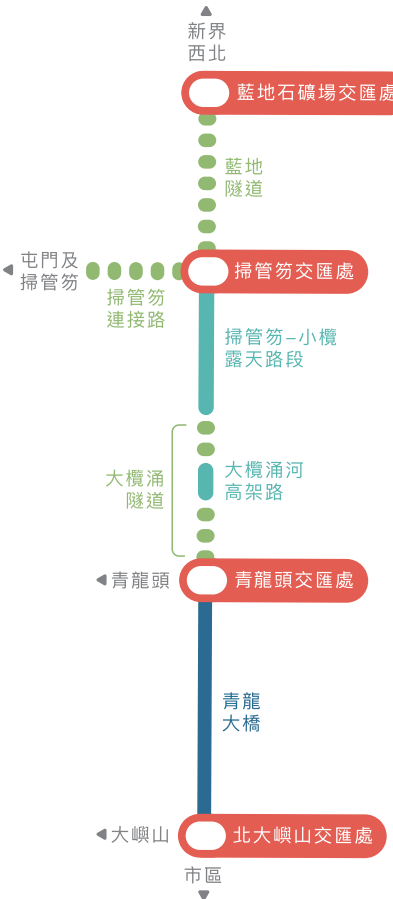 新界
西北
藍地石礦場交匯處
藍地
隧道
屯門及
掃管笏
掃管笏交匯處
掃管笏
連接路
掃管笏–小欖
露天路段
大欖涌
隧道
大欖涌河
高架路
青龍頭
青龍頭交匯處
青龍
大橋
大嶼山
北大嶼山交匯處
市區